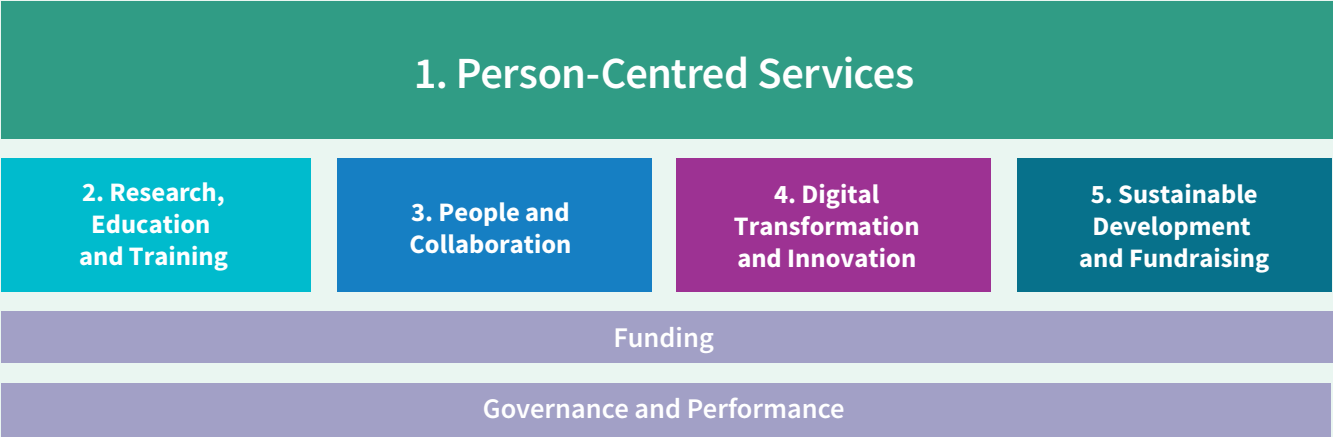 1. Person-Centred Services
2. Research,
Education
and Training
3. People and
Collaboration
4. Digital
Transformation
and Innovation
5. Sustainable
Development
and Fundraising
Funding
Governance and Performance